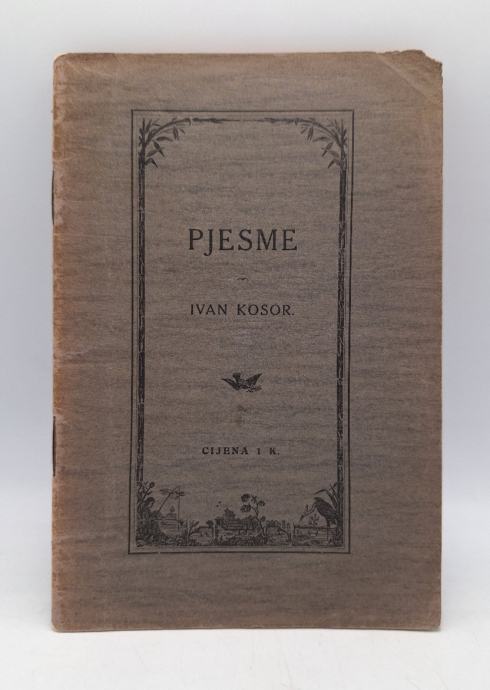 PJESME
IVAN KOSOR.
CIJENA 1 K.